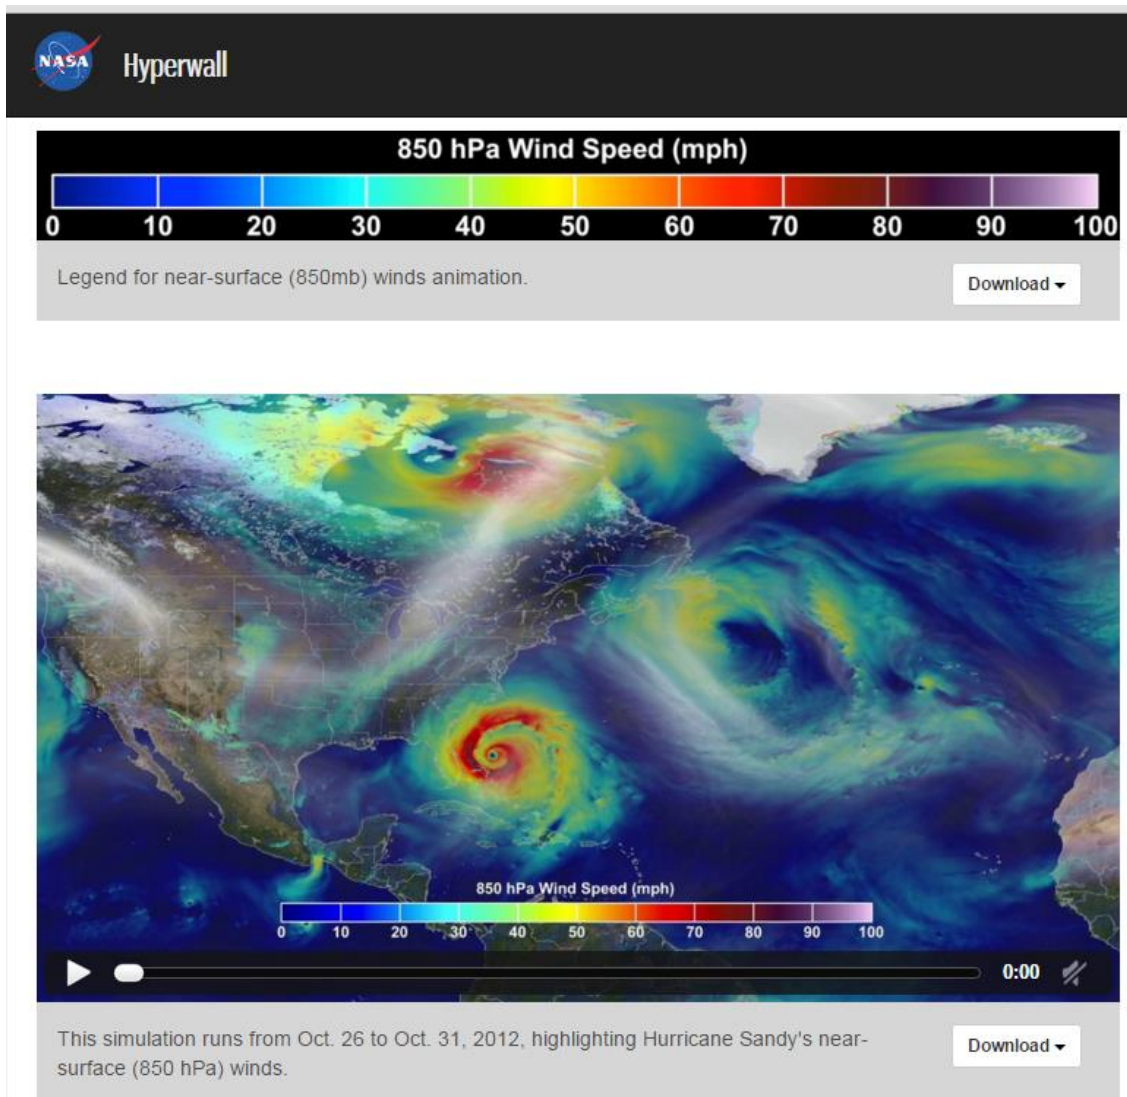 NASA
Hyperwall
850 hPa Wind Speed (mph)
0 10 20 30 40 50 60 70 80 90 100
Legend for near-surface (850mb) winds animation.
Download
850 hPa Wind Speed (mph)
0 10 20 30 40 50 60 70 80 90 100
0:00
This simulation runs from Oct. 26 to Oct. 31, 2012, highlighting Hurricane Sandy's near-
surface (850 hPa) winds.
Download